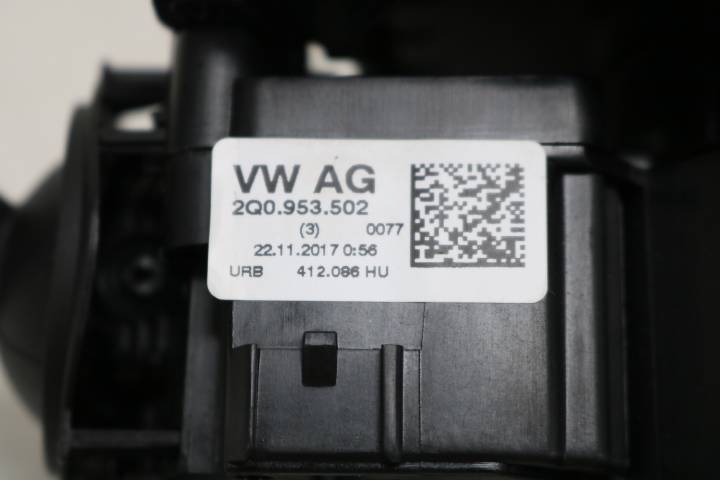 VW AG
2Q0.953.502
(3) 0077
22.11.2017 0:56
URB 412.086 HU